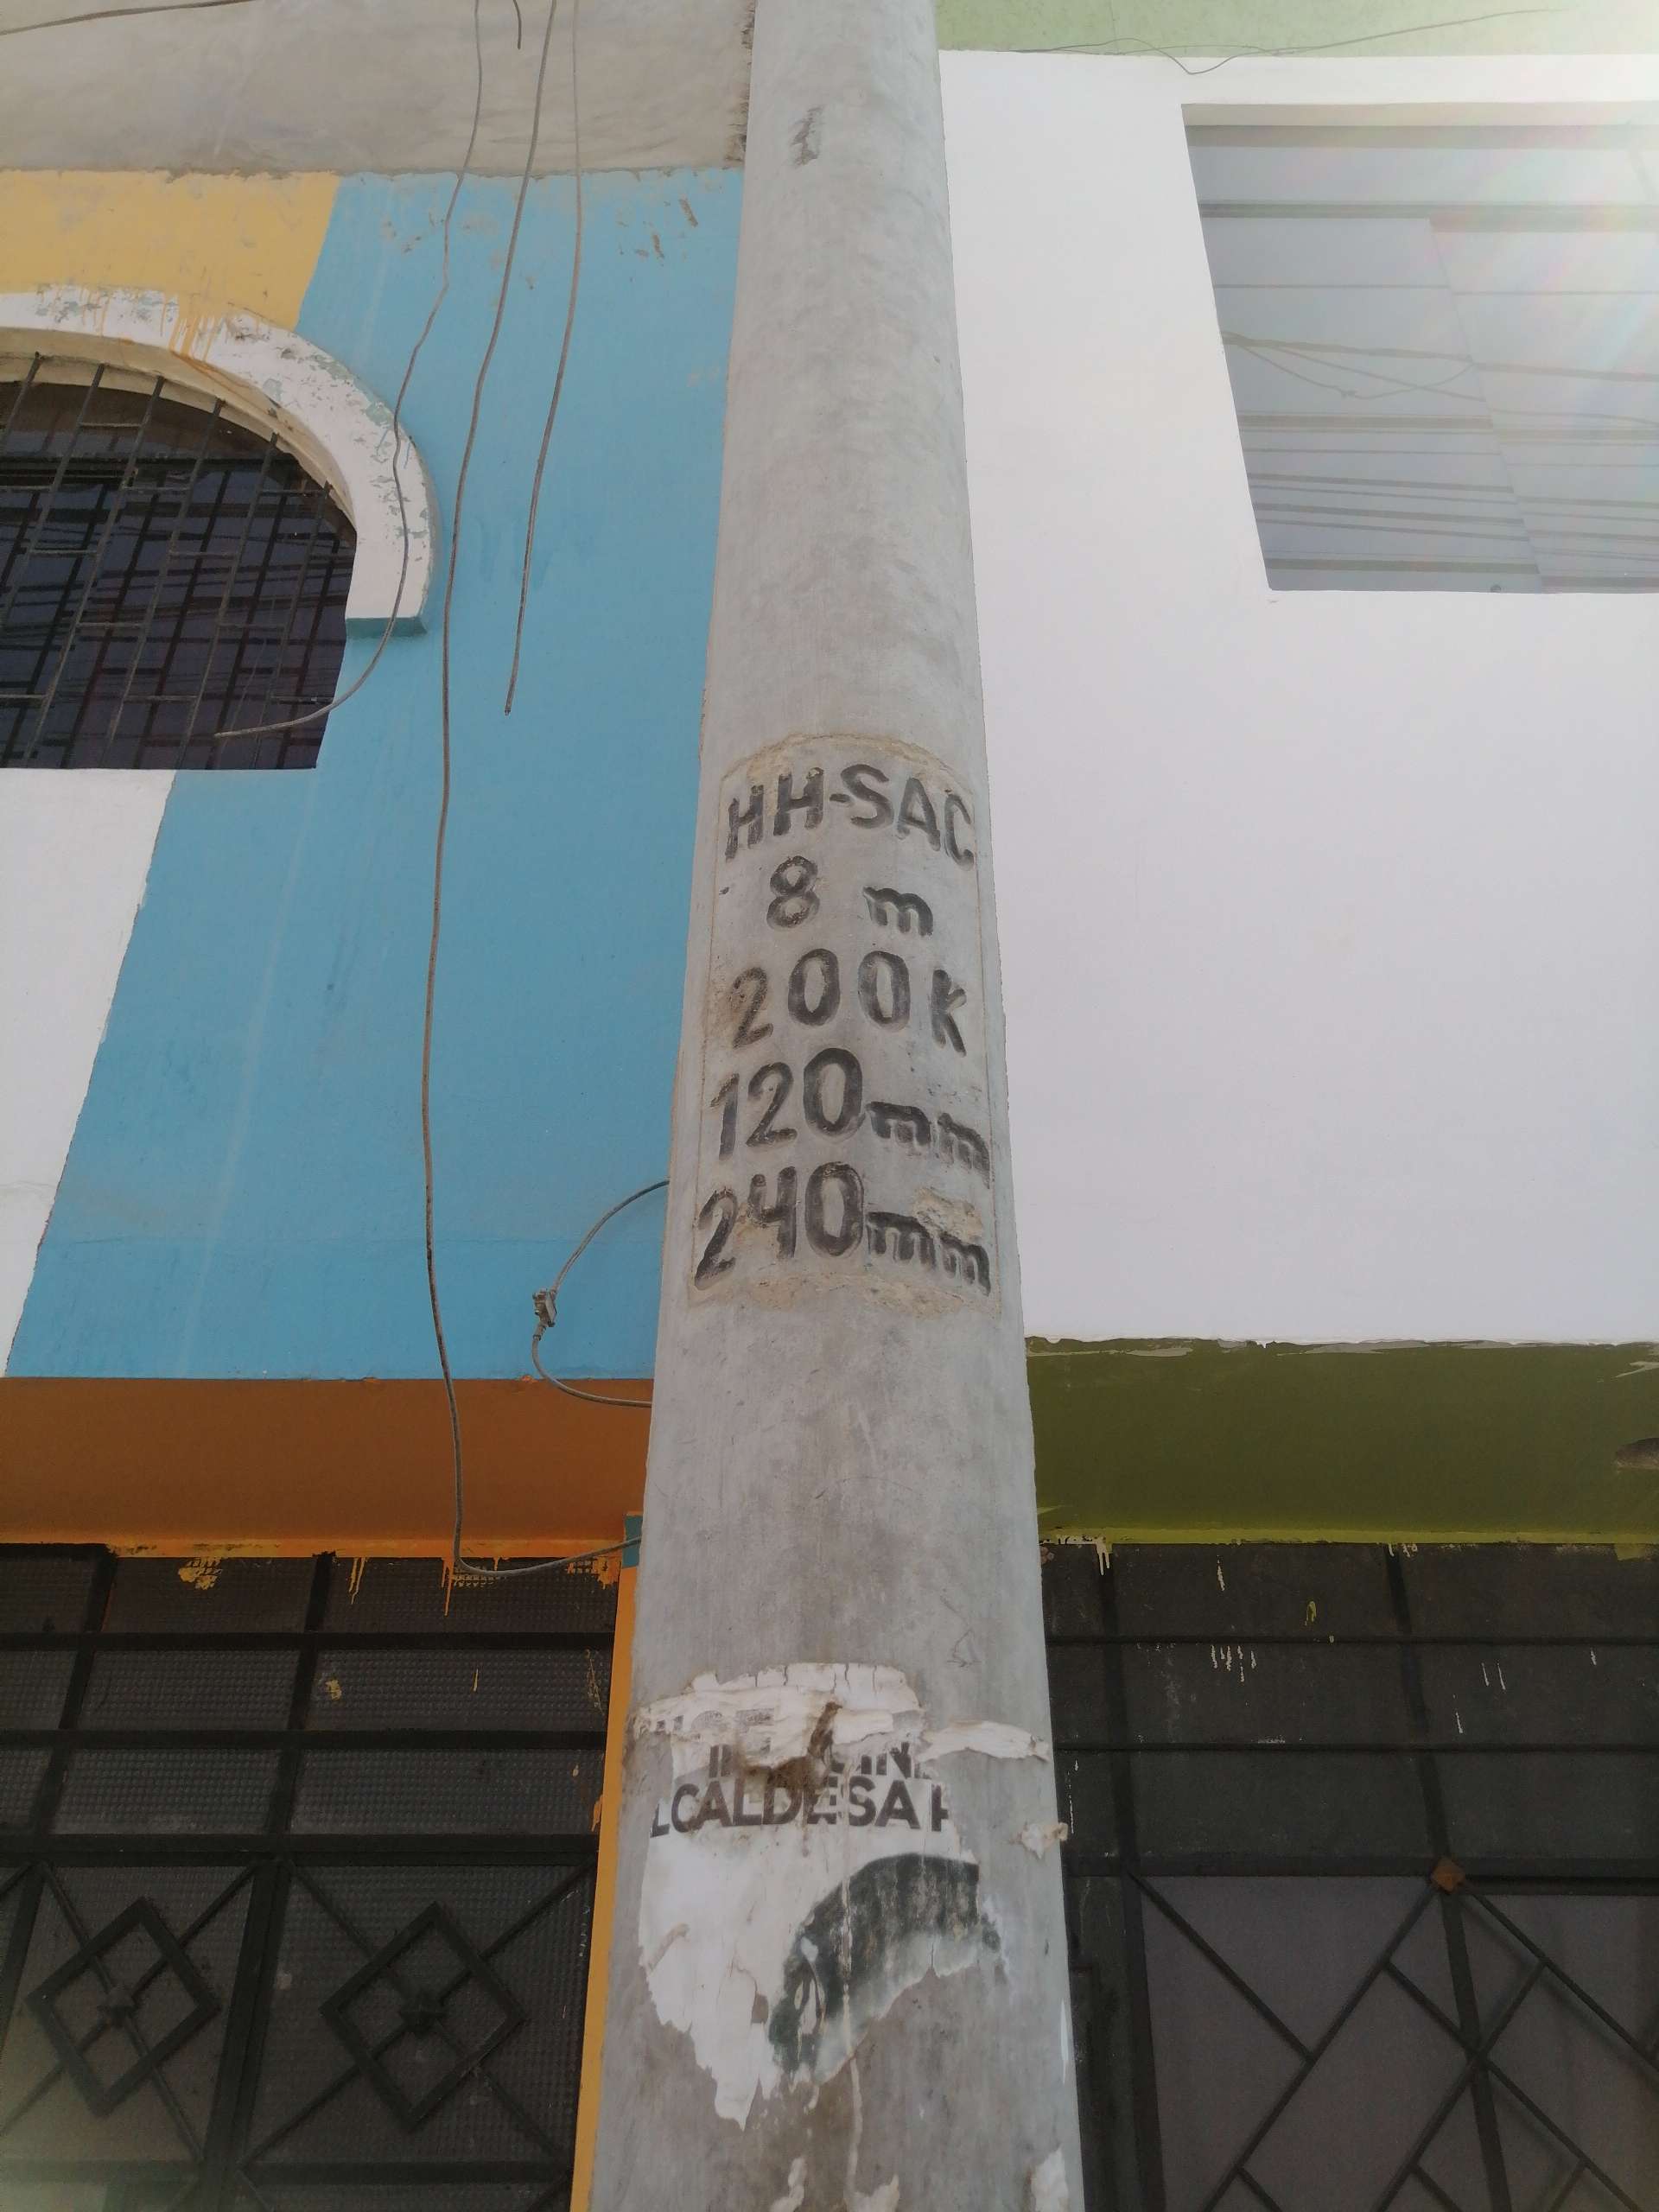 HH-SAC
8 m
200K
120mm
240mm
LCALDESA